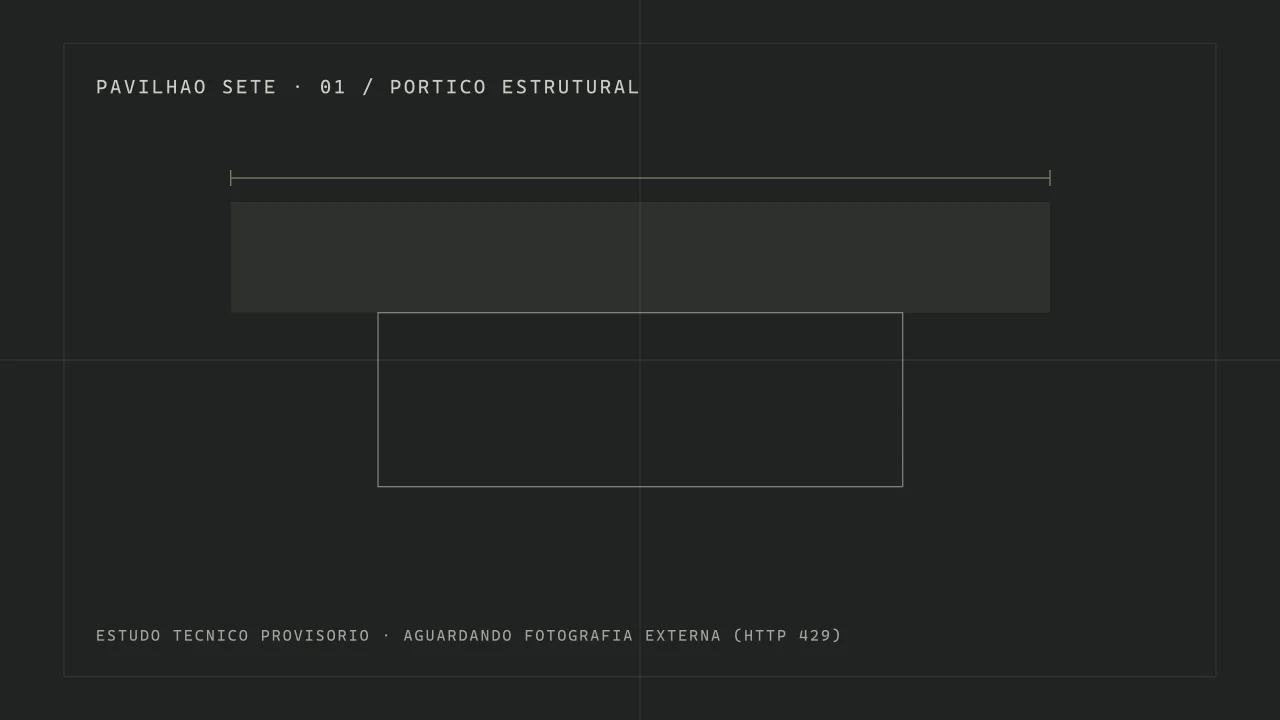 PAVILHAO SETE · 01 / PORTICO ESTRUTURAL
ESTUDO TECNICO PROVISORIO · AGUARDANDO FOTOGRAFIA EXTERNA (HTTP 429)